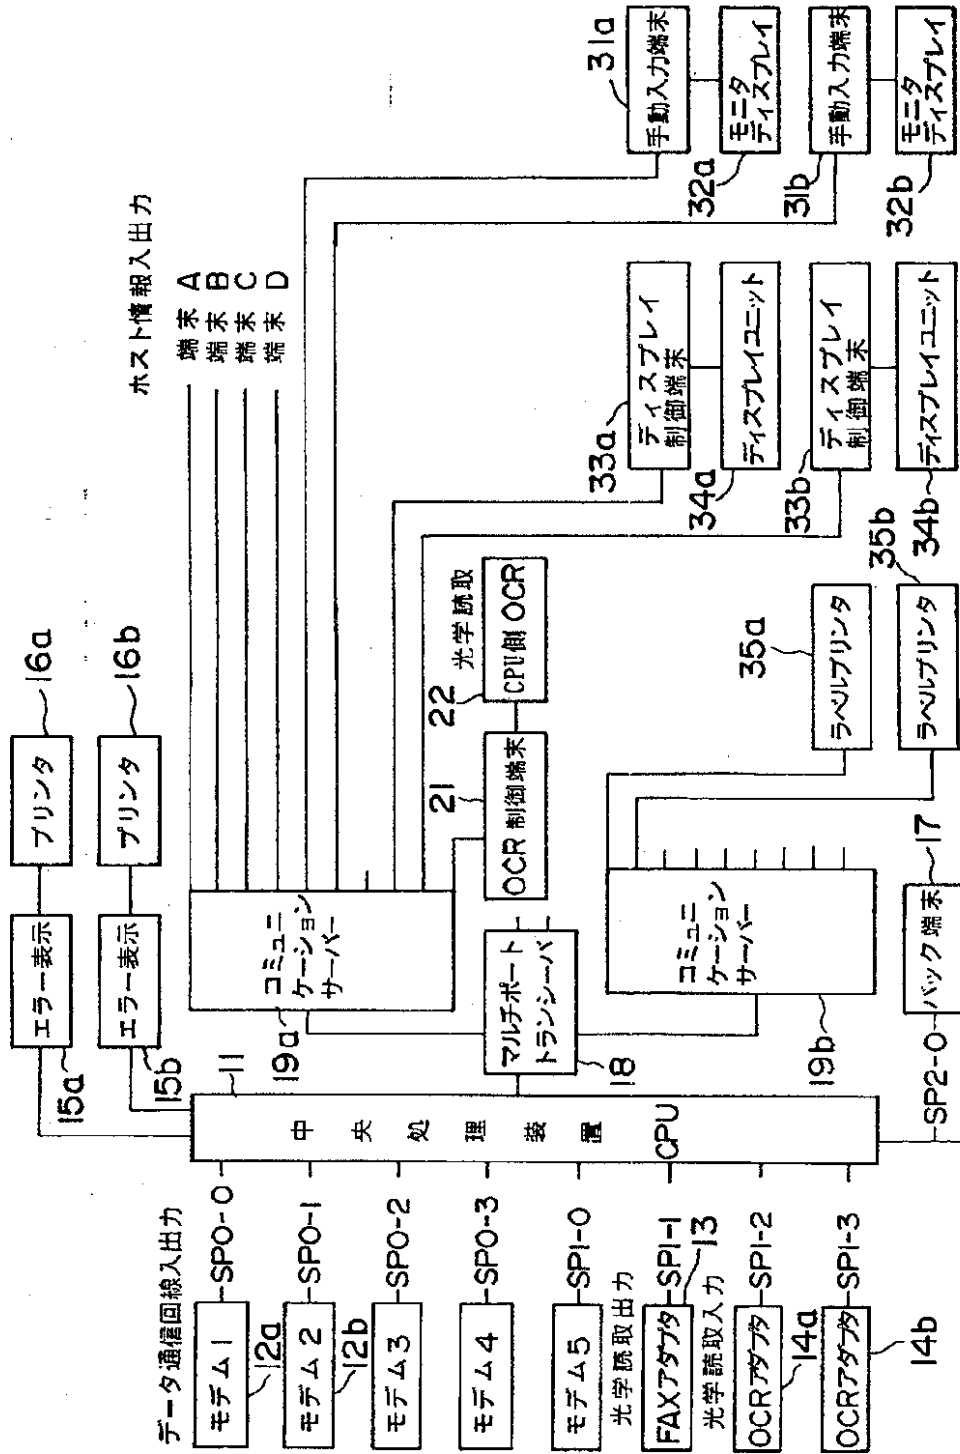 データ通信回線入出力
モデム1
SP0-0
12a
モデム2
SP0-1
12b
モデム3
SP0-2
モデム4
SP0-3
モデム5
SP1-0
光学読取出力
FAXアダプタ
SP1-1
13
光学読取入力
OCRアダプタ
SP1-2
14a
OCRアダプタ
SP1-3
14b
11
中央処理装置
CPU
エラー表示
15a
プリンタ
16a
エラー表示
15b
プリンタ
16b
ホスト情報入出力
端末 A
端末 B
端末 C
端末 D
コミュニ
ケーション
サーバー
19a
マルチポート
トランシーバ
18
OCR制御端末
21
光学読取
CPU側OCR
22
コミュニ
ケーション
サーバー
19b
SP2-0
バック端末
17
ラベルプリンタ
35a
ラベルプリンタ
35b
ディスプレイ
制御端末
33a
ディスプレイユニット
34a
ディスプレイ
制御端末
33b
ディスプレイユニット
34b
手動入力端末
31a
モニタ
ディスプレイ
32a
手動入力端末
31b
モニタ
ディスプレイ
32b